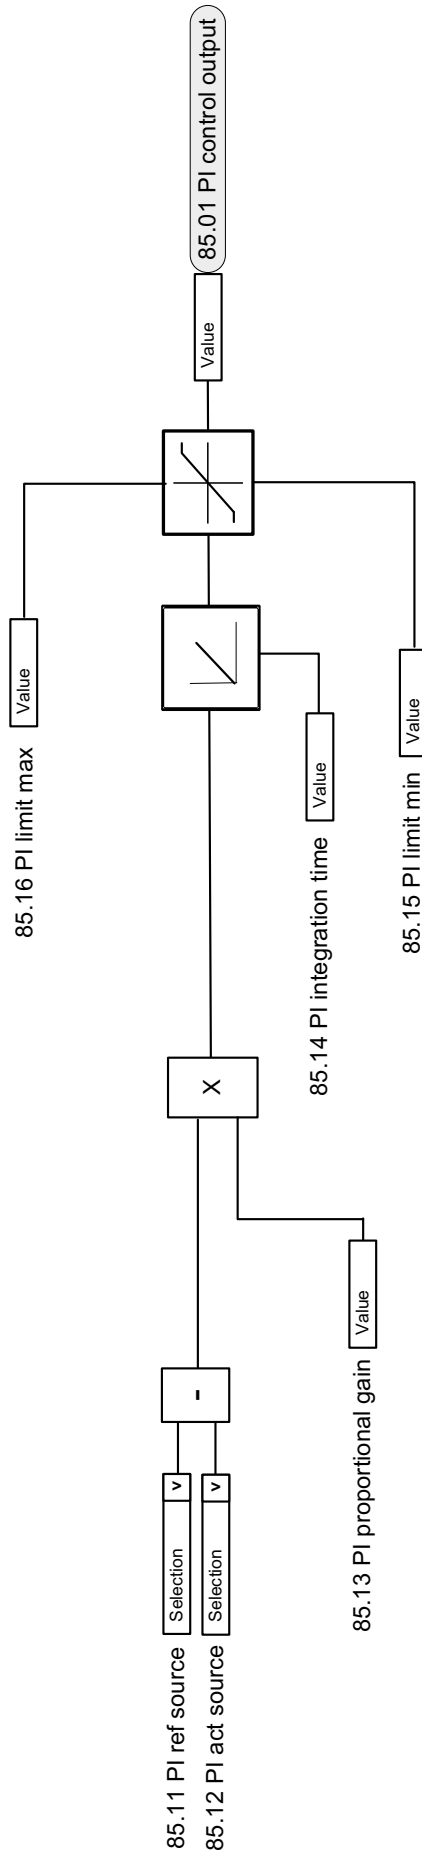 85.11 PI ref source
Selection
v
85.12 PI act source
Selection
v
-
85.13 PI proportional gain
Value
X
85.14 PI integration time
Value
85.16 PI limit max
Value
85.15 PI limit min
Value
Value
85.01 PI control output